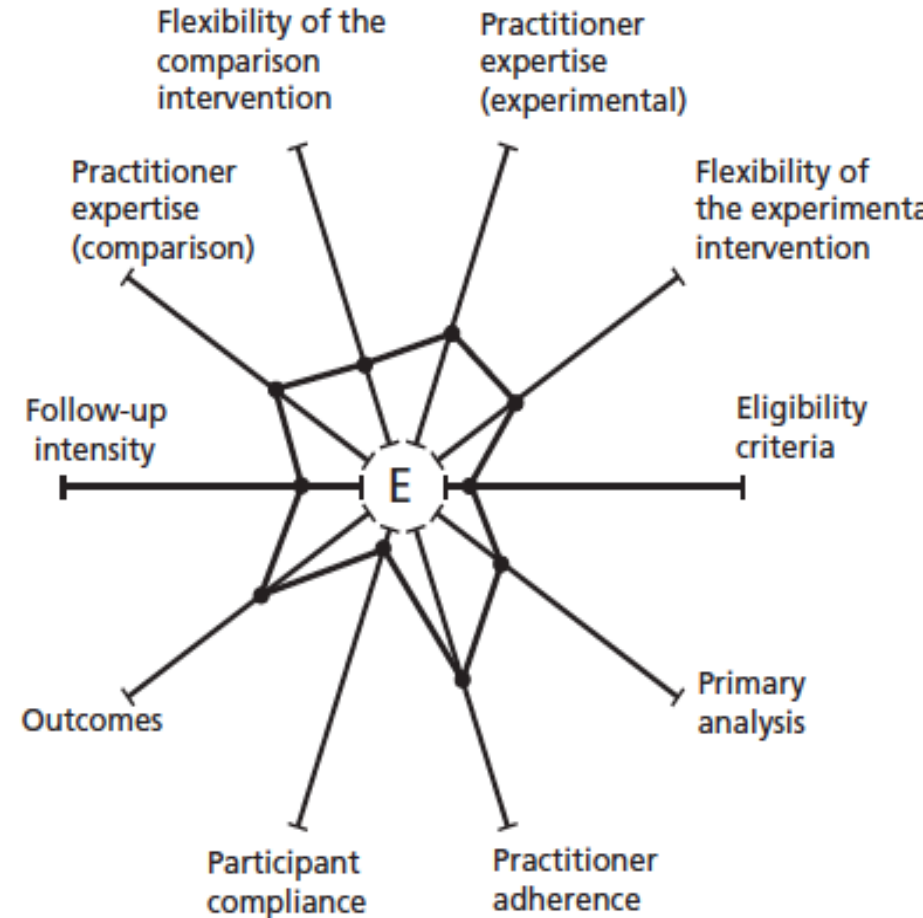 Flexibility of the
comparison
intervention
Practitioner
expertise
(experimental)
Practitioner
expertise
(comparison)
Flexibility of
the experimenta
intervention
Follow-up
intensity
E
Eligibility
criteria
Outcomes
Primary
analysis
Participant
compliance
Practitioner
adherence